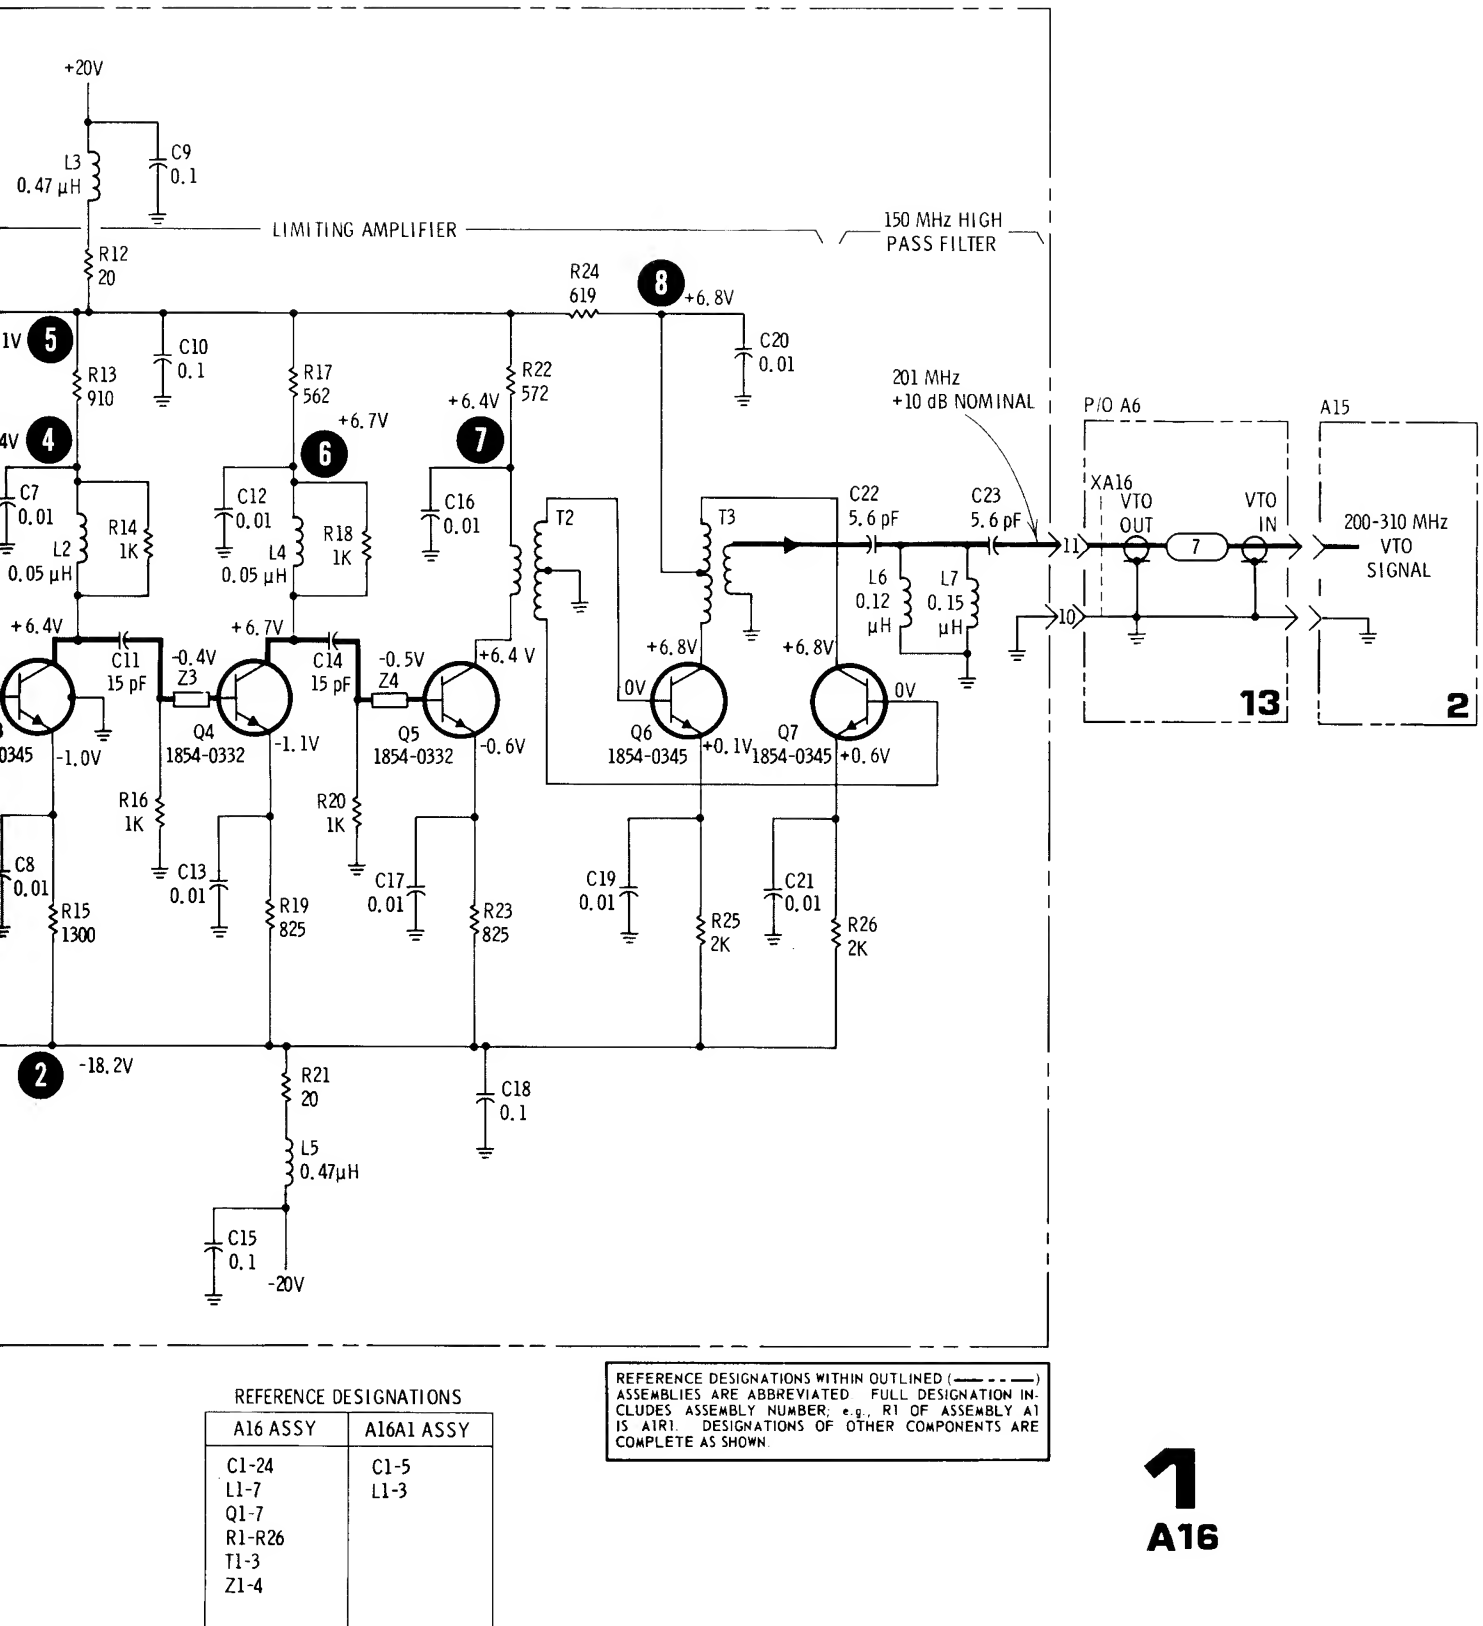 +20V
L3
0.47 µH
C9
0.1
R12
20
LIMITING AMPLIFIER
150 MHz HIGH
PASS FILTER
R24
619
8
+6.8V
1V
5
C10
0.1
R13
910
R17
562
R22
572
C20
0.01
201 MHz
+10 dB NOMINAL
P/O A6
A15
4V
4
+6.7V
6
+6.4V
7
C7
0.01
L2
0.05 µH
R14
1K
C12
0.01
L4
0.05 µH
R18
1K
C16
0.01
T2
T3
C22
5.6 pF
C23
5.6 pF
XA16
VTO
OUT
VTO
IN
11
7
200-310 MHz
VTO
SIGNAL
L6
0.12
µH
L7
0.15
µH
10
+6.4V
C11
15 pF
-0.4V
Z3
+6.7V
C14
15 pF
-0.5V
Z4
+6.4 V
+6.8V
+6.8V
0V
0V
13
2
0345
-1.0V
Q4
1854-0332
-1.1V
Q5
1854-0332
-0.6V
Q6
1854-0345
+0.1V
Q7
1854-0345
+0.6V
R16
1K
R20
1K
C8
0.01
R15
1300
C13
0.01
R19
825
C17
0.01
R23
825
C19
0.01
R25
2K
C21
0.01
R26
2K
2
-18.2V
R21
20
C18
0.1
L5
0.47µH
C15
0.1
-20V
REFERENCE DESIGNATIONS
A16 ASSY
A16A1 ASSY
C1-24
C1-5
L1-7
L1-3
Q1-7
R1-R26
T1-3
Z1-4
REFERENCE DESIGNATIONS WITHIN OUTLINED (—— - - ——)
ASSEMBLIES ARE ABBREVIATED FULL DESIGNATION IN-
CLUDES ASSEMBLY NUMBER; e.g., R1 OF ASSEMBLY A1
IS A1R1. DESIGNATIONS OF OTHER COMPONENTS ARE
COMPLETE AS SHOWN.
1
A16